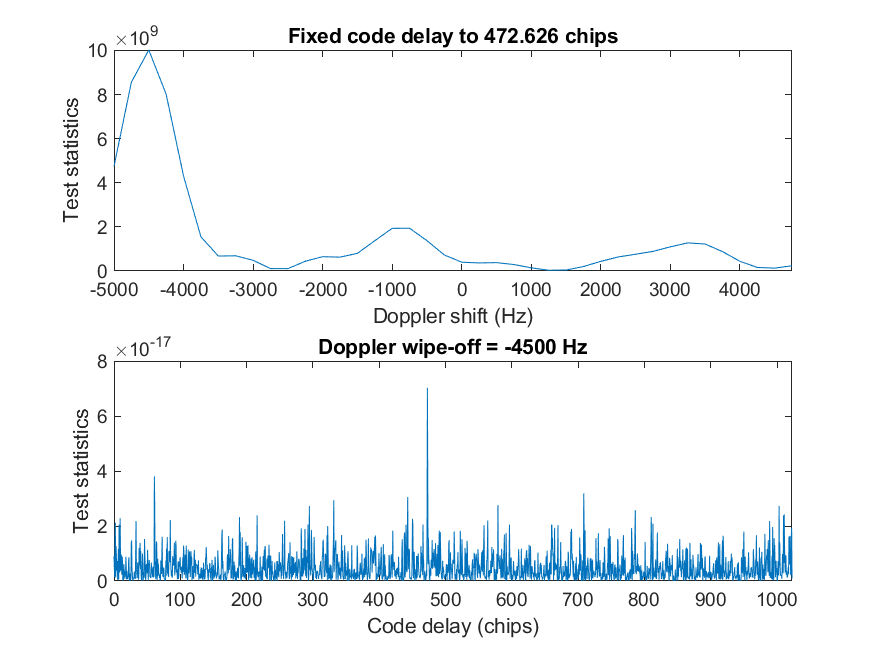 ×10^9
Fixed code delay to 472.626 chips
10
8
6
4
2
0
Test statistics
-5000 -4000 -3000 -2000 -1000 0 1000 2000 3000 4000
Doppler shift (Hz)
×10^-17
Doppler wipe-off = -4500 Hz
8
6
4
2
0
Test statistics
0 100 200 300 400 500 600 700 800 900 1000
Code delay (chips)